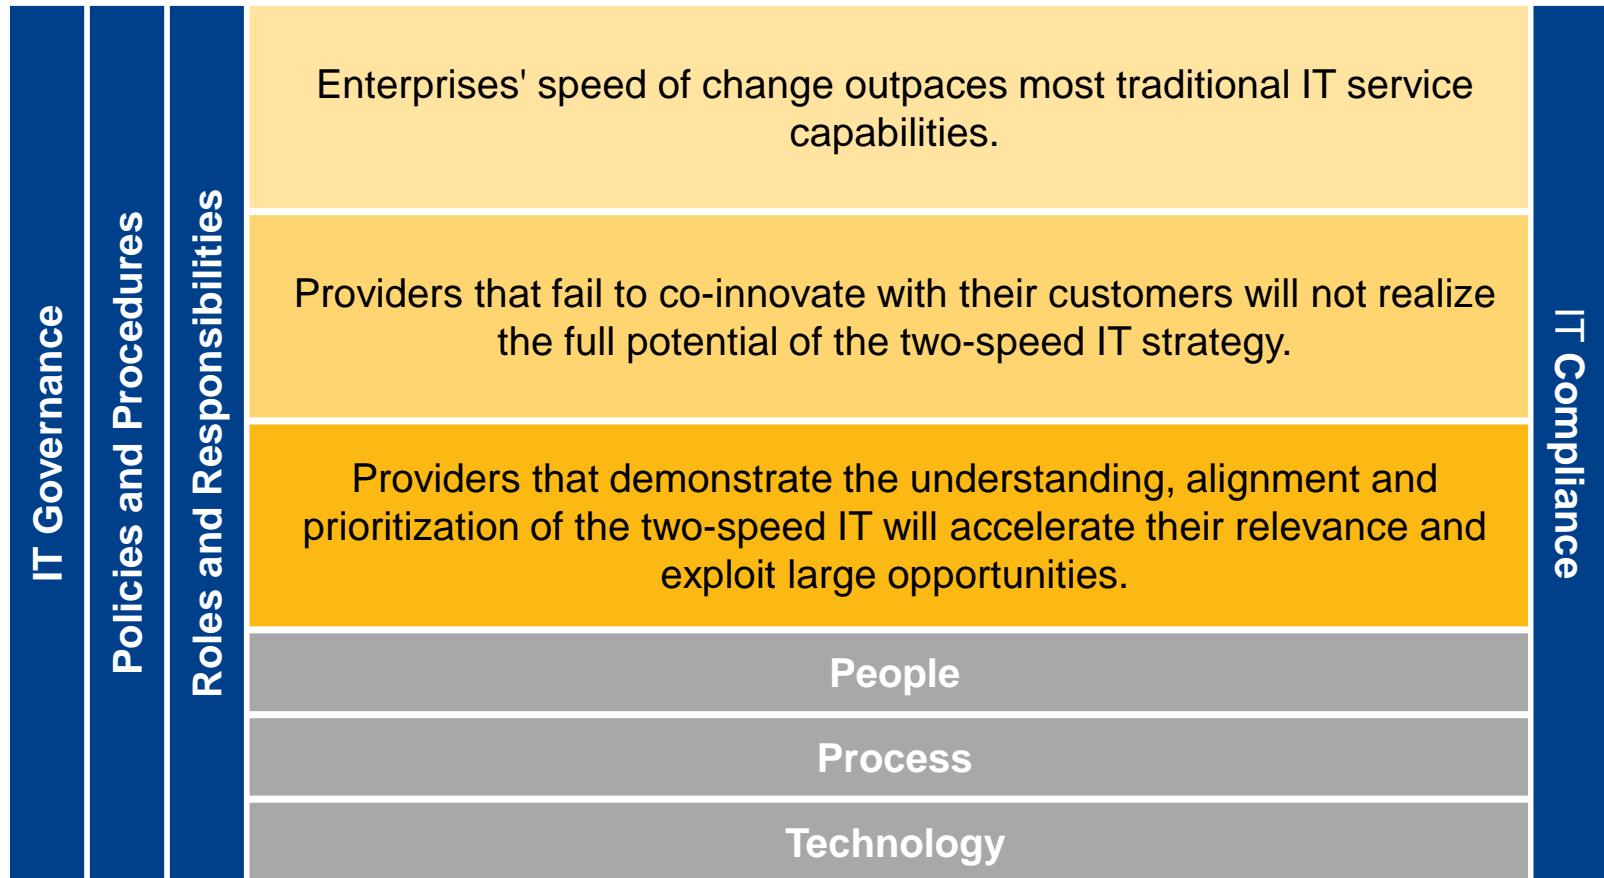 IT Governance
Policies and Procedures
Roles and Responsibilities
Enterprises' speed of change outpaces most traditional IT service
capabilities.
Providers that fail to co-innovate with their customers will not realize
the full potential of the two-speed IT strategy.
Providers that demonstrate the understanding, alignment and
prioritization of the two-speed IT will accelerate their relevance and
exploit large opportunities.
People
Process
Technology
IT Compliance